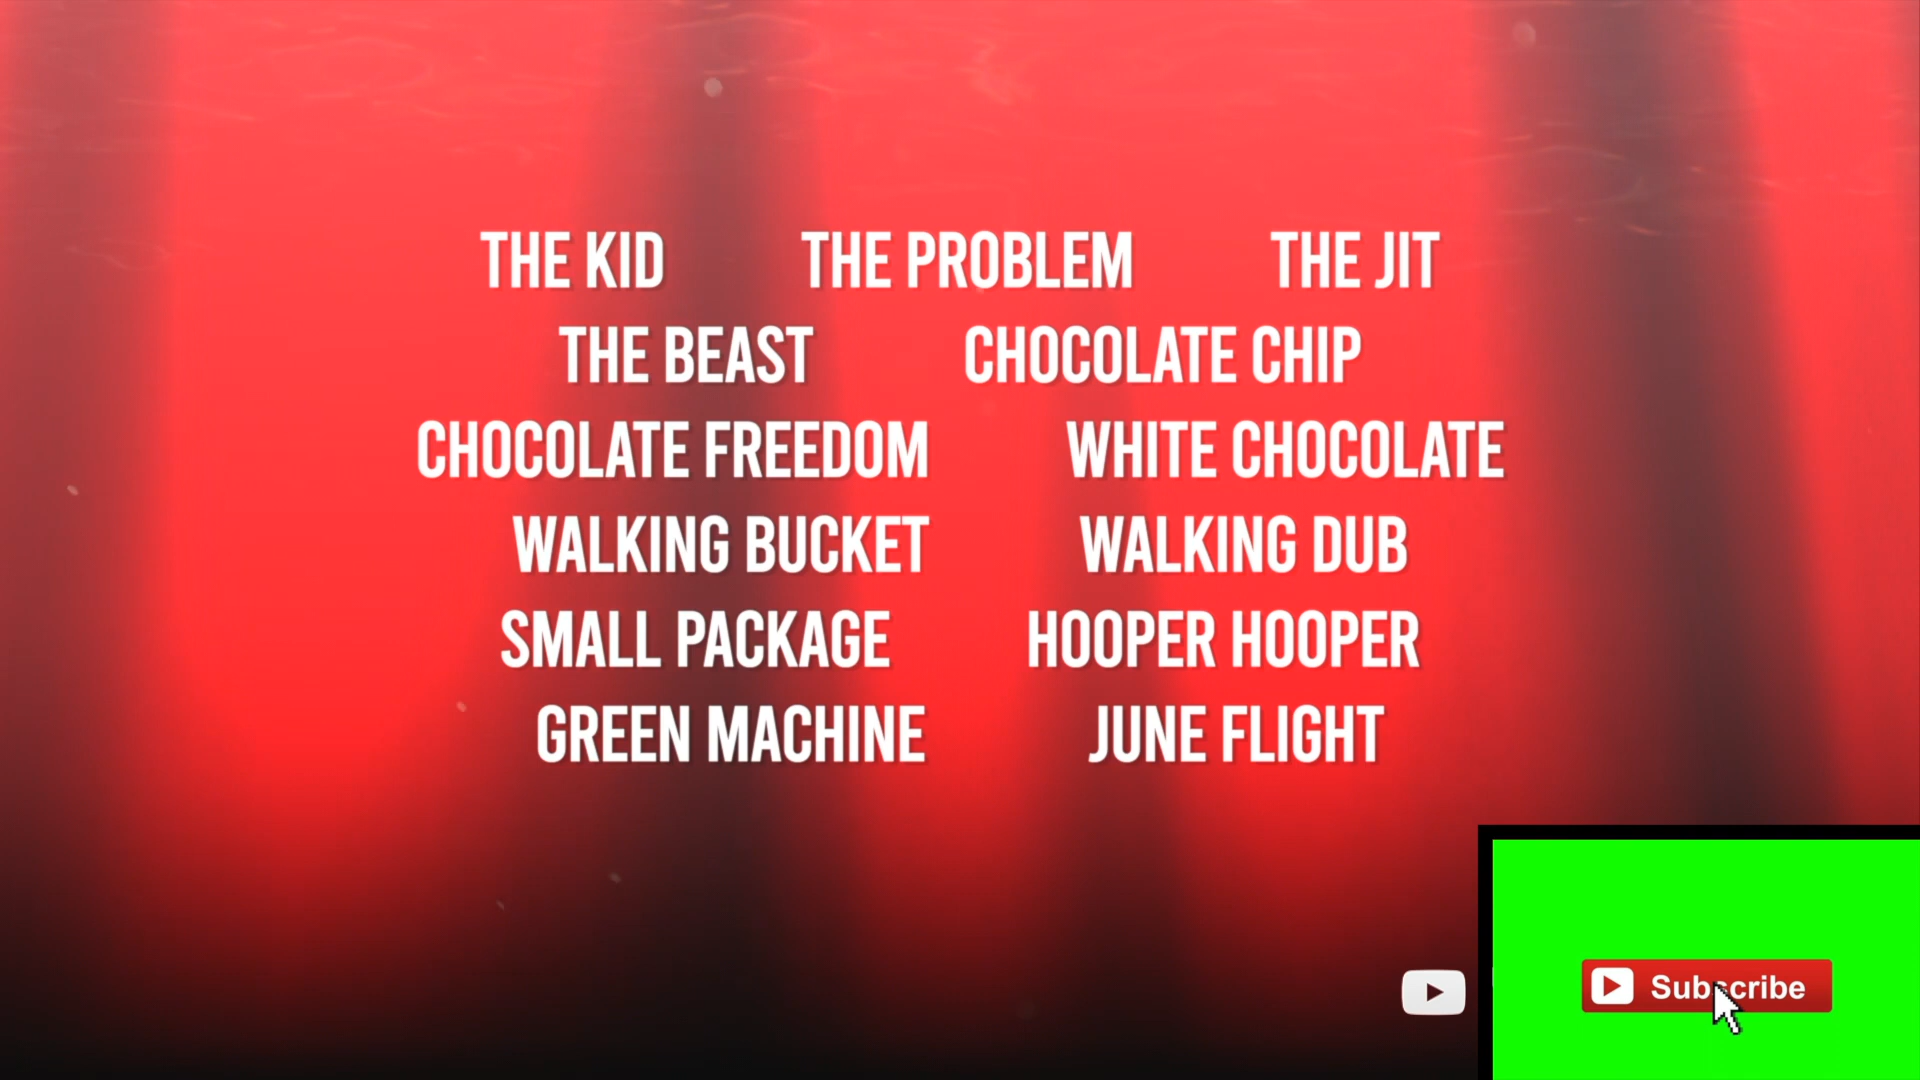 THE KID THE PROBLEM THE JIT
THE BEAST CHOCOLATE CHIP
CHOCOLATE FREEDOM WHITE CHOCOLATE
WALKING BUCKET WALKING DUB
SMALL PACKAGE HOOPER HOOPER
GREEN MACHINE JUNE FLIGHT
Subscribe